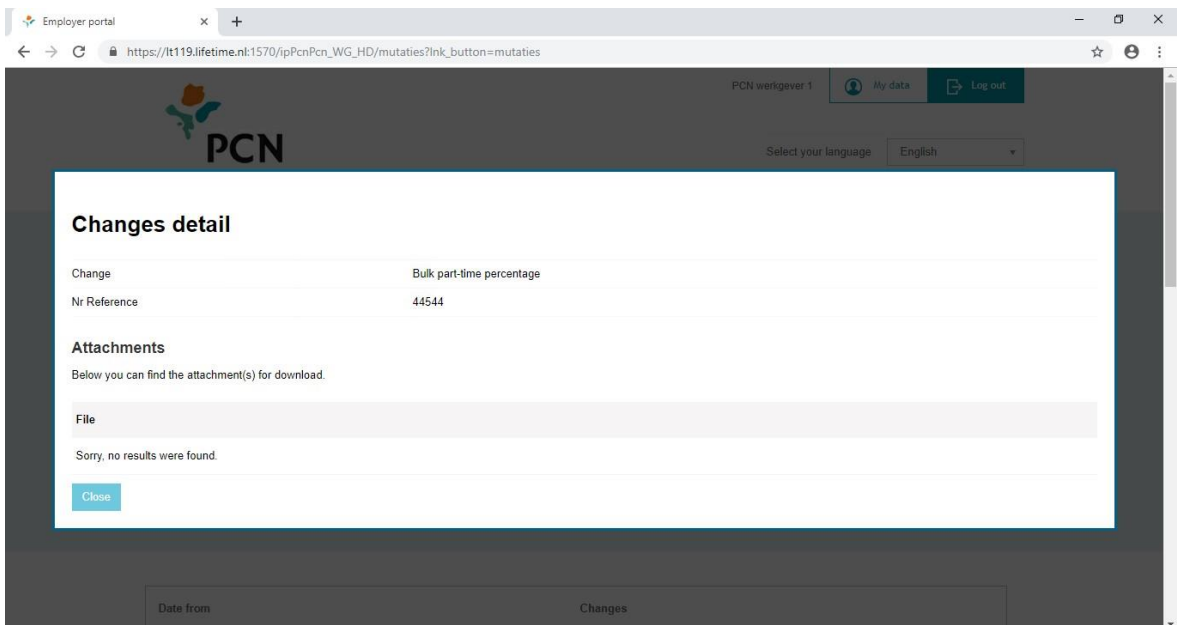 Employer portal
https://lt119.lifetime.nl:1570/ipPcnPcn_WG_HD/mutaties?lnk_button=mutaties
PCN werkgever 1 My data Log out
PCN
Select your language English
Changes detail
Change Bulk part-time percentage
Nr Reference 44544
Attachments
Below you can find the attachment(s) for download.
File
Sorry, no results were found.
Close
Date from Changes